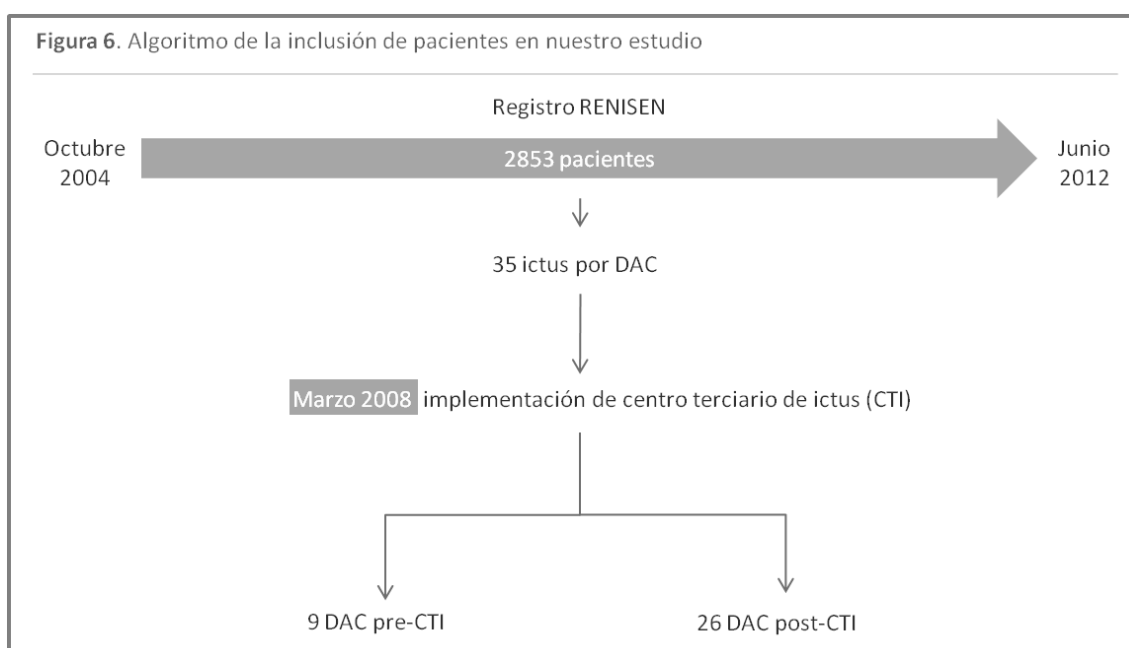 Figura 6. Algoritmo de la inclusión de pacientes en nuestro estudio
Registro RENISEN
Octubre
2004
2853 pacientes
Junio
2012
35 ictus por DAC
Marzo 2008 implementación de centro terciario de ictus (CTI)
9 DAC pre-CTI
26 DAC post-CTI